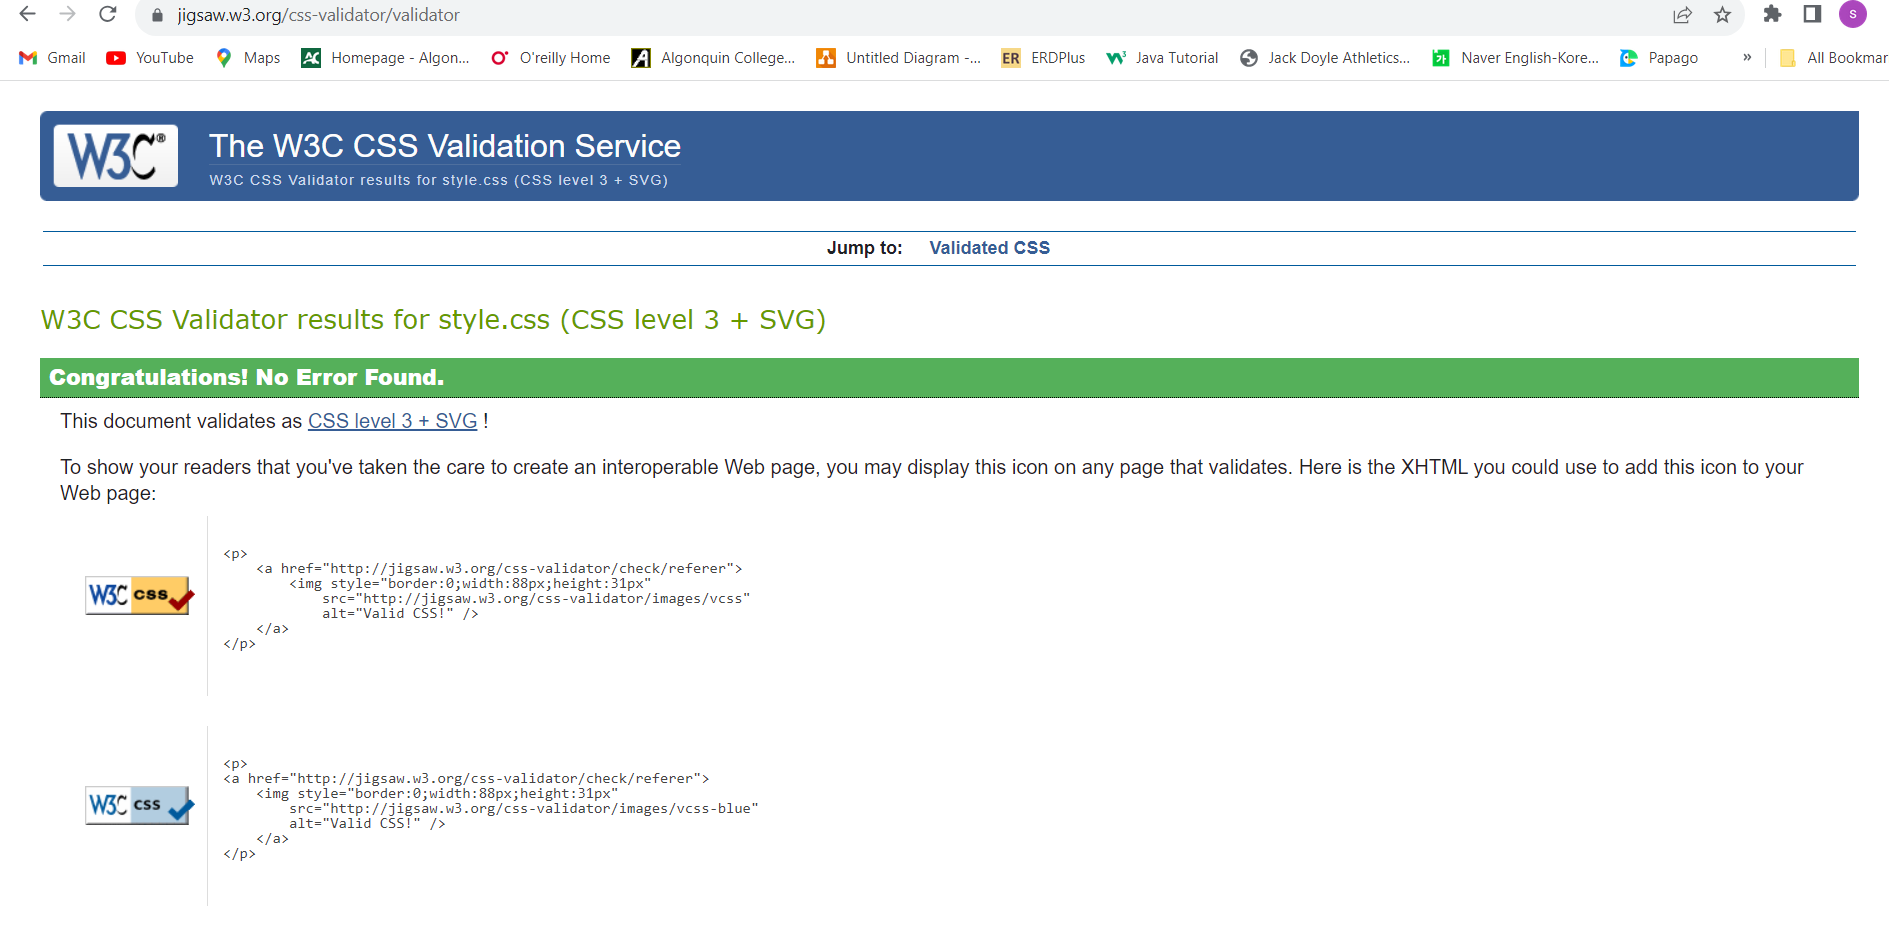 jigsaw.w3.org/css-validator/validator
S
Gmail YouTube Maps AC Homepage - Algon... O'reilly Home A Algonquin College... Untitled Diagram -... ER ERDPlus W3 Java Tutorial Jack Doyle Athletics... Naver English-Kore... Papago » All Bookmar
W3C® The W3C CSS Validation Service
W3C CSS Validator results for style.css (CSS level 3 + SVG)
Jump to: Validated CSS
W3C CSS Validator results for style.css (CSS level 3 + SVG)
Congratulations! No Error Found.
This document validates as CSS level 3 + SVG !
To show your readers that you've taken the care to create an interoperable Web page, you may display this icon on any page that validates. Here is the XHTML you could use to add this icon to your
Web page:
W3C css
<p>
<a href="http://jigsaw.w3.org/css-validator/check/referer">
<img style="border:0;width:88px;height:31px"
src="http://jigsaw.w3.org/css-validator/images/vcss"
alt="Valid CSS!" />
</a>
</p>
W3C css
<p>
<a href="http://jigsaw.w3.org/css-validator/check/referer">
<img style="border:0;width:88px;height:31px"
src="http://jigsaw.w3.org/css-validator/images/vcss-blue"
alt="Valid CSS!" />
</a>
</p>